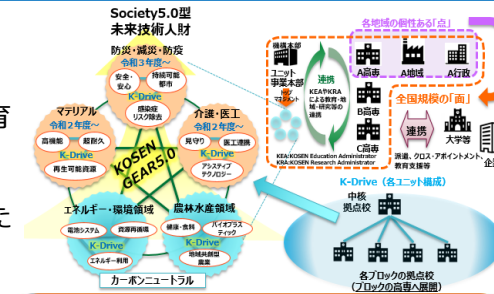 Society5.0型
未来技術人財
防災・減災・防疫
令和3年度～
安全・
安心
持続可能
都市
K-Drive
感染症
リスク除去
マテリアル
令和2年度～
高機能
超耐久
K-Drive
再生可能資源
介護・医工
令和2年度～
見守り
医工連携
K-Drive
アシスティブ
テクノロジー
KOSEN
GEAR5.0
エネルギー・環境領域
電池システム
資源再循環
K-Drive
エネルギー利用
農林水産領域
健康・食料
バイオプラス
ティック
K-Drive
地域共創型
農業
カーボンニュートラル
育
た
各地域の個性ある「点」
機構本部
ユニット
事業本部
マネジメント
連携
KEAやKRA
による教育・地
域・研究等の
連携
A高専
A地域
A行政
B高専
C高専
KEA:KOSEN Education Administrator
KRA:KOSEN Research Administrator
全国規模の「面」
連携
大学等
企
派遣、クロス・アポイントメント、
教育支援等
K-Drive（各ユニット構成）
中核
拠点校
各ブロックの拠点校
（ブロックの高専へ展開）